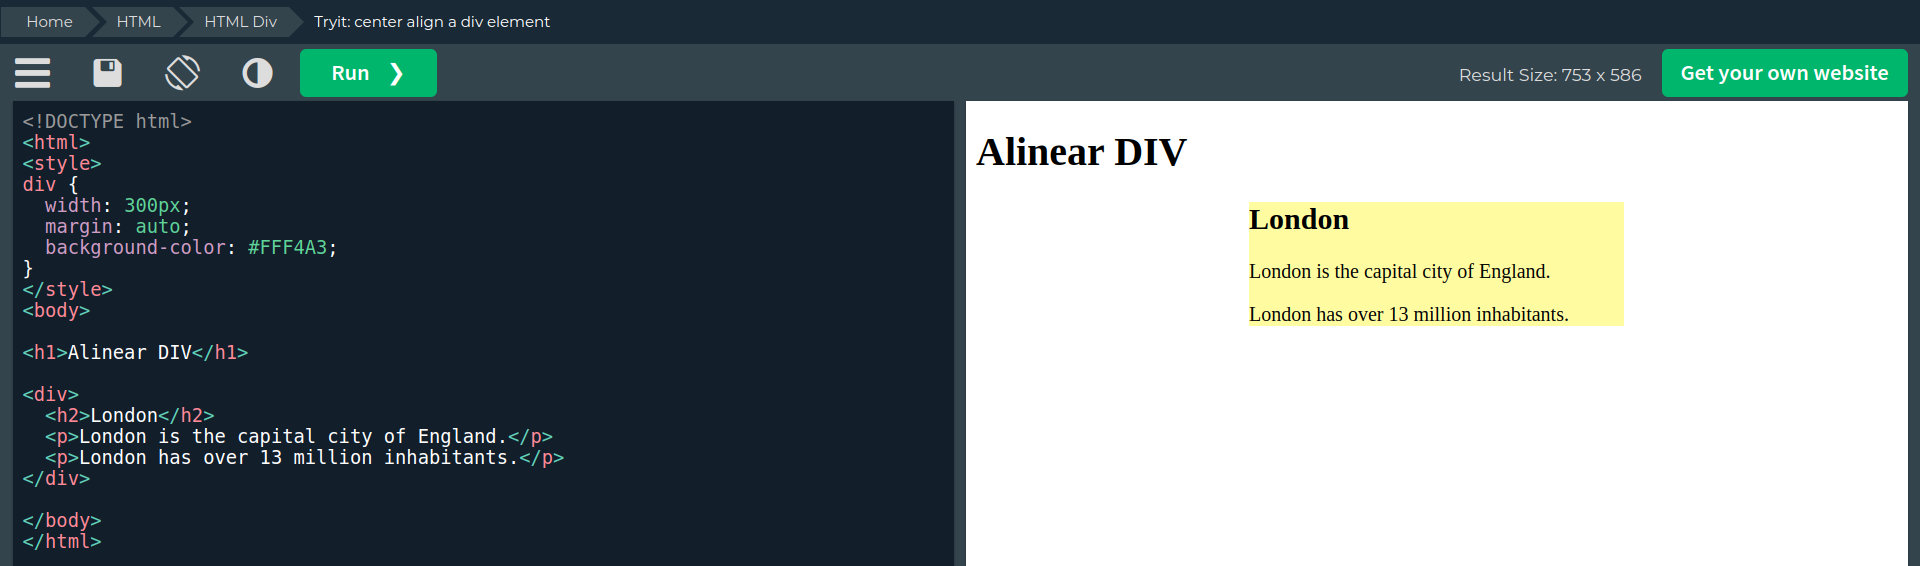 Home HTML HTML Div Tryit: center align a div element
Run ❯ Result Size: 753 x 586 Get your own website
<!DOCTYPE html>
<html>
<style>
div {
  width: 300px;
  margin: auto;
  background-color: #FFF4A3;
}
</style>
<body>

<h1>Alinear DIV</h1>

<div>
  <h2>London</h2>
  <p>London is the capital city of England.</p>
  <p>London has over 13 million inhabitants.</p>
</div>

</body>
</html>
Alinear DIV
London
London is the capital city of England.
London has over 13 million inhabitants.